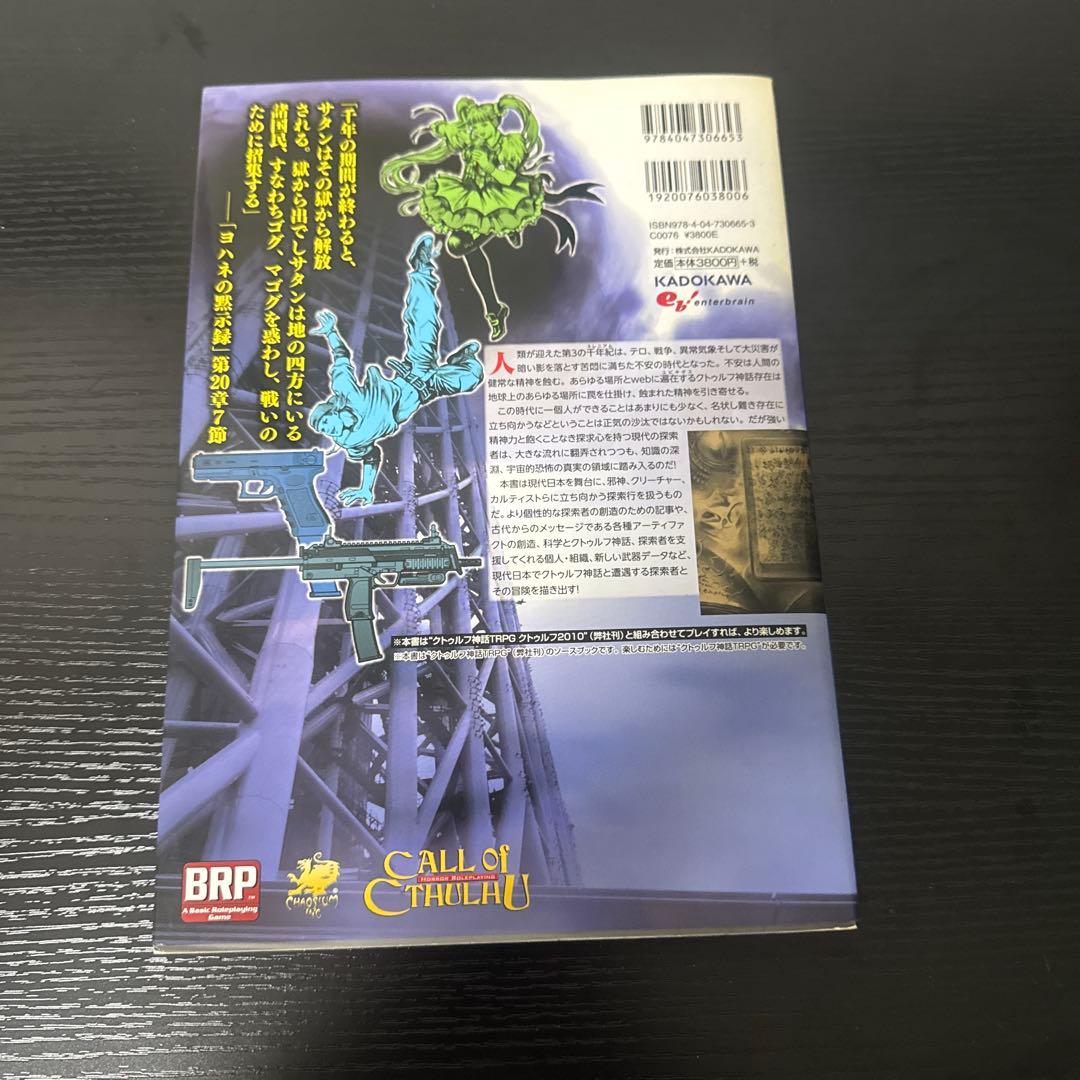 「千年の期間が終わると、
サタンはその獄から解放
される。獄から出でしサタンは地の四方にいる
諸国民、すなわちゴグ、マゴグを惑わし、戦いの
ために招集する」
――「ヨハネの黙示録」第20章7節
9784047306653
1920076038006
ISBN978-4-04-730665-3
C0076 ¥3800E
発行：株式会社KADOKAWA
定価 本体3800円 +税
KADOKAWA
eb! enterbrain
人類が迎えた第3の千年紀は、テロ、戦争、異常気象そして大災害が
ミレニアム
暗い影を落とす苦悶に満ちた不安の時代となった。不安は人間の
健常な精神を蝕む。あらゆる場所とwebに遍在するクトゥルフ神話存在は
ユビキタス
地球上のあらゆる場所に罠を仕掛け、蝕まれた精神を引き寄せる。
この時代に一個人ができることはあまりにも少なく、名状し難き存在に
立ち向かうなどということは正気の沙汰ではないかもしれない。だが強い
精神力と飽くことなき探求心を持つ現代の探索
者は、大きな流れに翻弄されつつも、知識の深
淵、宇宙的恐怖の真実の領域に踏み入るのだ!
本書は現代日本を舞台に、邪神、クリーチャー、
カルティストらに立ち向かう探索行を扱うもの
だ。より個性的な探索者の創造のための記事や、
古代からのメッセージである各種アーティファ
クトの創造、科学とクトゥルフ神話、探索者を支
援してくれる個人・組織、新しい武器データなど、
現代日本でクトゥルフ神話と遭遇する探索者と
その冒険を描き出す!
※本書は“クトゥルフ神話TRPG クトゥルフ2010”（弊社刊）と組み合わせてプレイすれば、より楽しめます。
※本書は“クトゥルフ神話TRPG”（弊社刊）のソースブックです。楽しむためには“クトゥルフ神話TRPG”が必要です。
BRP™
A Basic Roleplaying
Game
CHAOSIUM
INC.
CALL of
HORROR ROLEPLAYING
CTHULHU